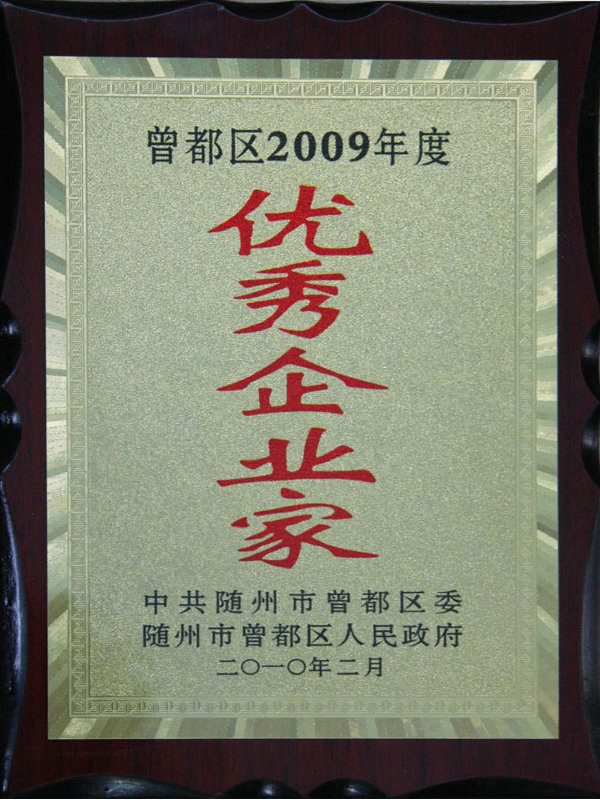 曾都区2009年度
优秀企业家
中共随州市曾都区委
随州市曾都区人民政府
二〇一〇年二月